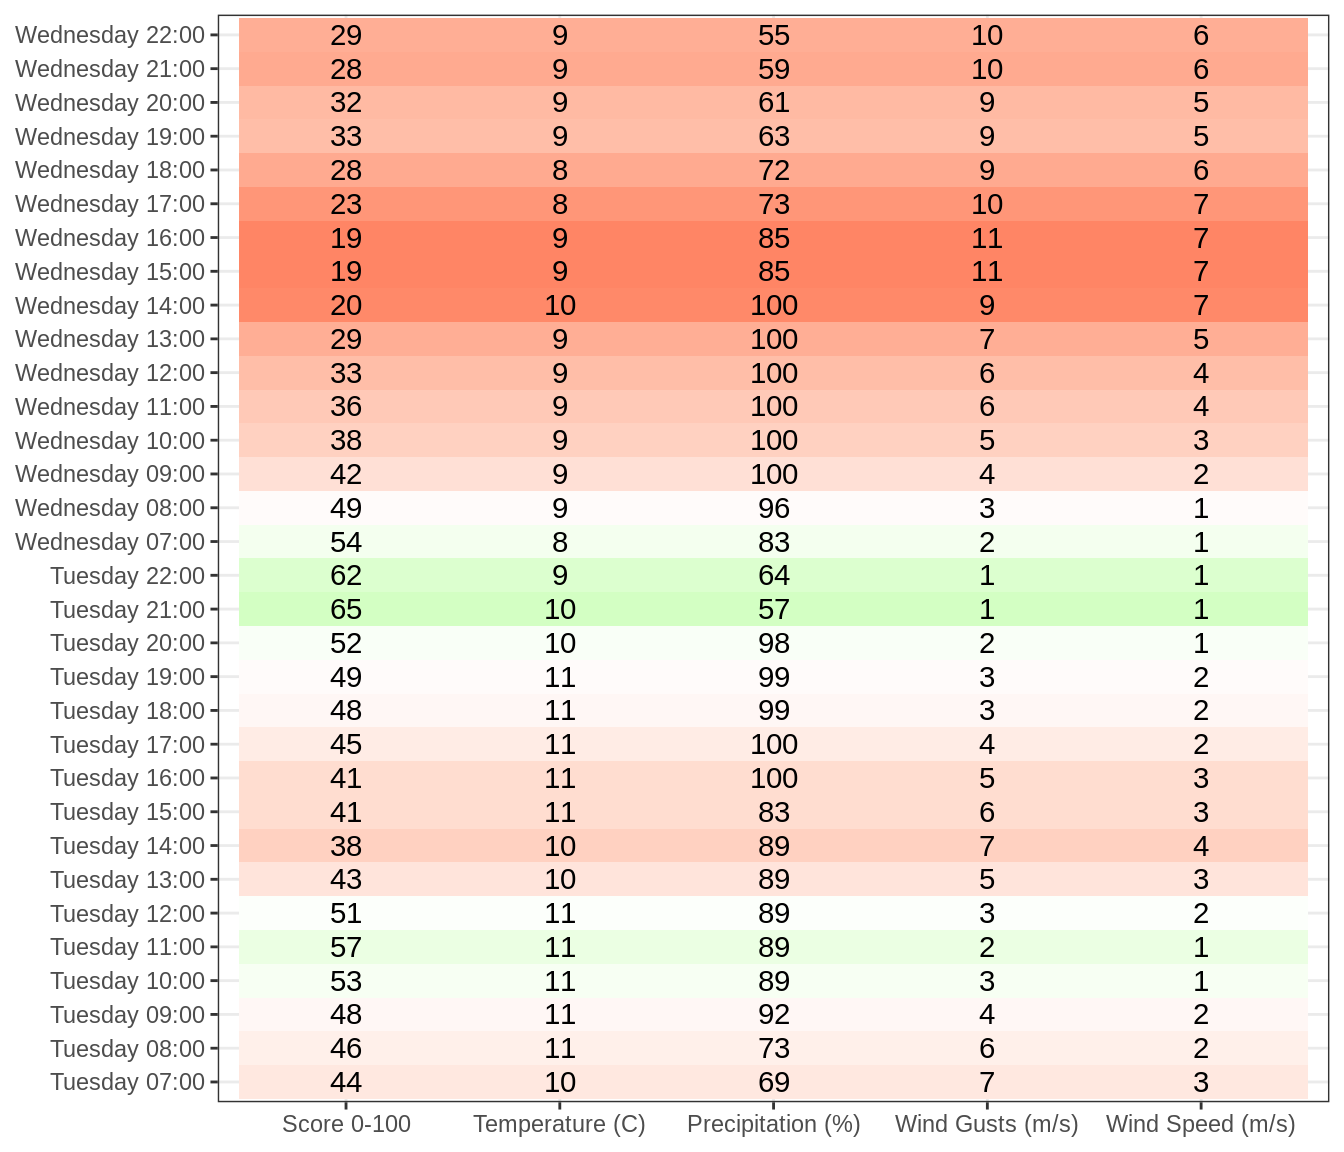 Wednesday 22:00 29 9 55 10 6
Wednesday 21:00 28 9 59 10 6
Wednesday 20:00 32 9 61 9 5
Wednesday 19:00 33 9 63 9 5
Wednesday 18:00 28 8 72 9 6
Wednesday 17:00 23 8 73 10 7
Wednesday 16:00 19 9 85 11 7
Wednesday 15:00 19 9 85 11 7
Wednesday 14:00 20 10 100 9 7
Wednesday 13:00 29 9 100 7 5
Wednesday 12:00 33 9 100 6 4
Wednesday 11:00 36 9 100 6 4
Wednesday 10:00 38 9 100 5 3
Wednesday 09:00 42 9 100 4 2
Wednesday 08:00 49 9 96 3 1
Wednesday 07:00 54 8 83 2 1
Tuesday 22:00 62 9 64 1 1
Tuesday 21:00 65 10 57 1 1
Tuesday 20:00 52 10 98 2 1
Tuesday 19:00 49 11 99 3 2
Tuesday 18:00 48 11 99 3 2
Tuesday 17:00 45 11 100 4 2
Tuesday 16:00 41 11 100 5 3
Tuesday 15:00 41 11 83 6 3
Tuesday 14:00 38 10 89 7 4
Tuesday 13:00 43 10 89 5 3
Tuesday 12:00 51 11 89 3 2
Tuesday 11:00 57 11 89 2 1
Tuesday 10:00 53 11 89 3 1
Tuesday 09:00 48 11 92 4 2
Tuesday 08:00 46 11 73 6 2
Tuesday 07:00 44 10 69 7 3
Score 0-100 Temperature (C) Precipitation (%) Wind Gusts (m/s) Wind Speed (m/s)